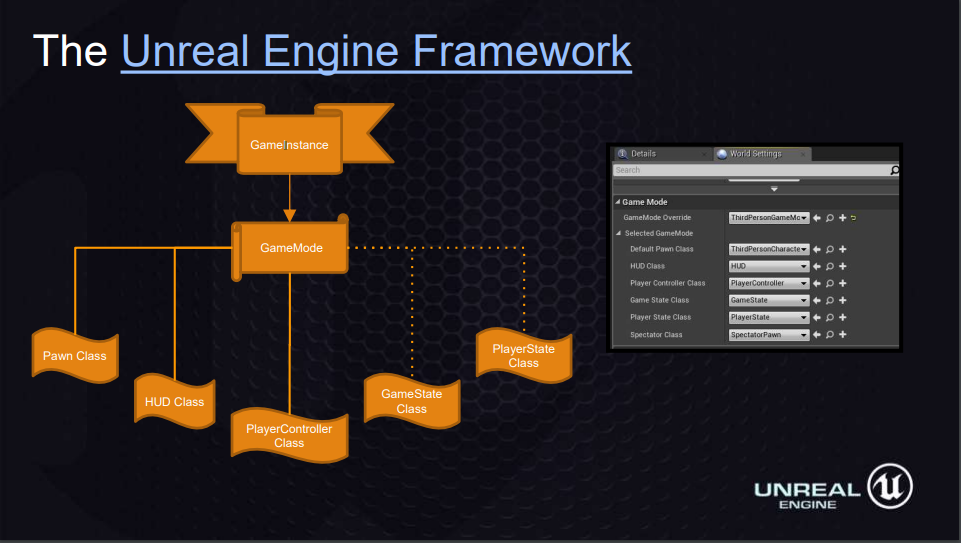 The Unreal Engine Framework
GameInstance
GameMode
Pawn Class
HUD Class
PlayerController
Class
GameState
Class
PlayerState
Class
Details
World Settings
Search
Game Mode
GameMode Override
ThirdPersonGameMc
Selected GameMode
Default Pawn Class
ThirdPersonCharacte
HUD Class
HUD
Player Controller Class
PlayerController
Game State Class
GameState
Player State Class
PlayerState
Spectator Class
SpectatorPawn
UNREAL
ENGINE